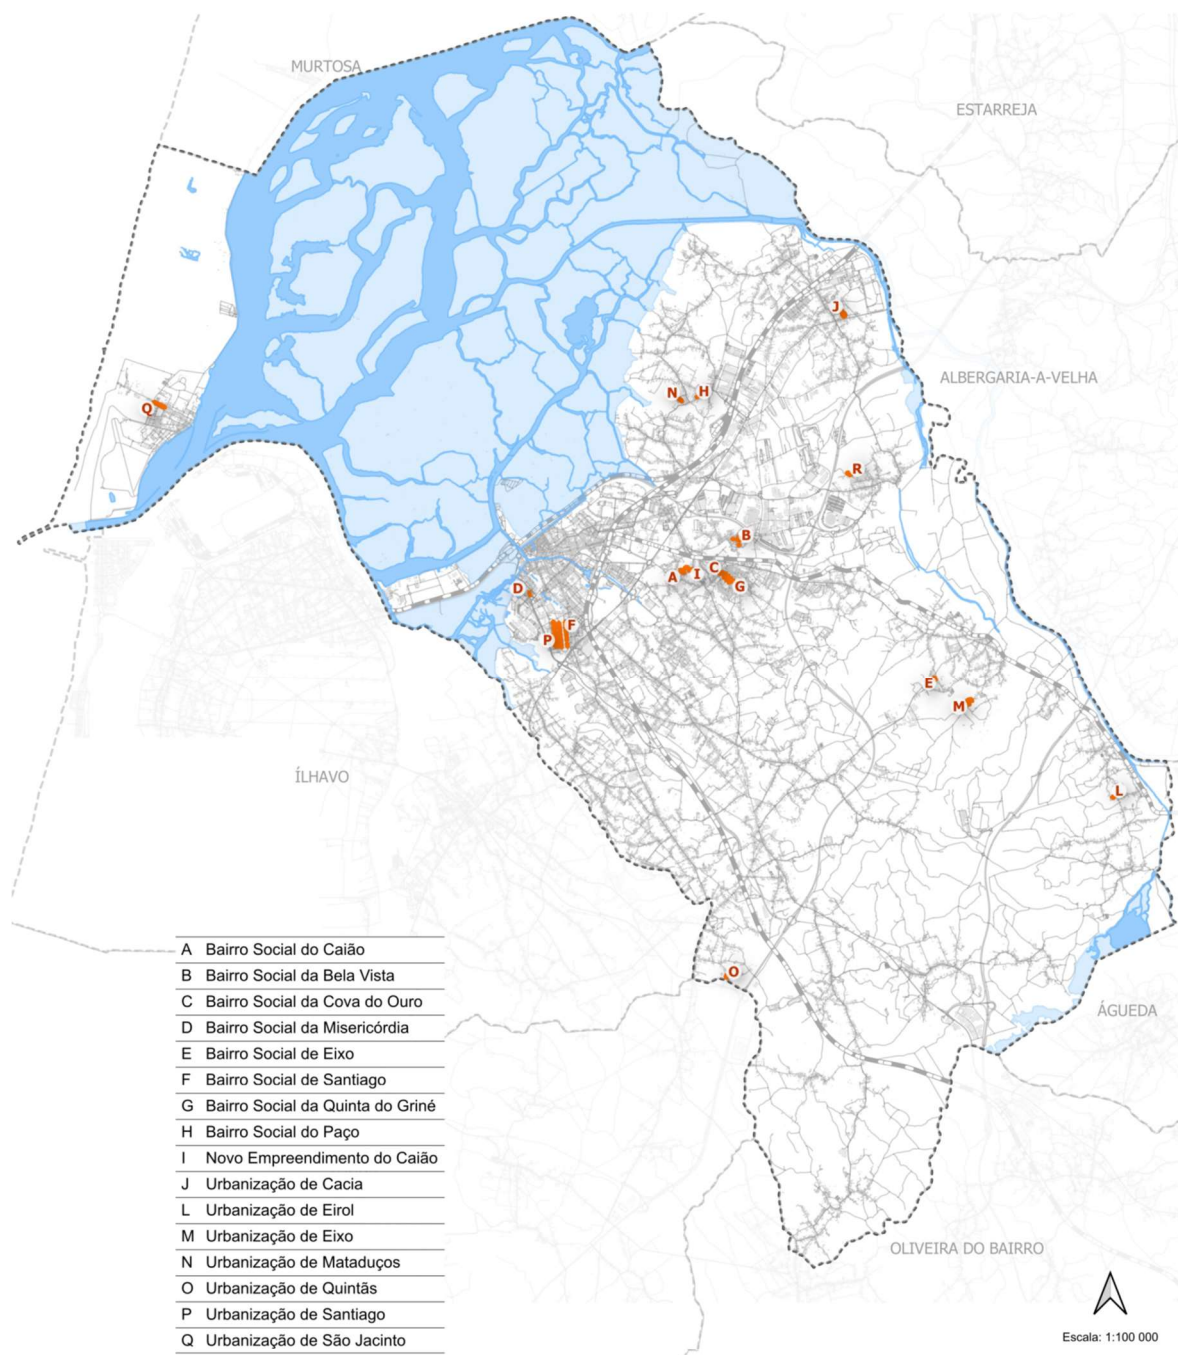 MURTOSA
ESTARREJA
J
ALBERGARIA-A-VELHA
N H
Q
R
B
A I C G
D
F
P
E
M
ÍLHAVO
L
O
A Bairro Social do Caião
B Bairro Social da Bela Vista
C Bairro Social da Cova do Ouro
D Bairro Social da Misericórdia
E Bairro Social de Eixo
F Bairro Social de Santiago
G Bairro Social da Quinta do Griné
H Bairro Social do Paço
I Novo Empreendimento do Caião
J Urbanização de Cacia
L Urbanização de Eirol
M Urbanização de Eixo
N Urbanização de Mataduços
O Urbanização de Quintãs
P Urbanização de Santiago
Q Urbanização de São Jacinto
ÁGUEDA
OLIVEIRA DO BAIRRO
Escala: 1:100 000